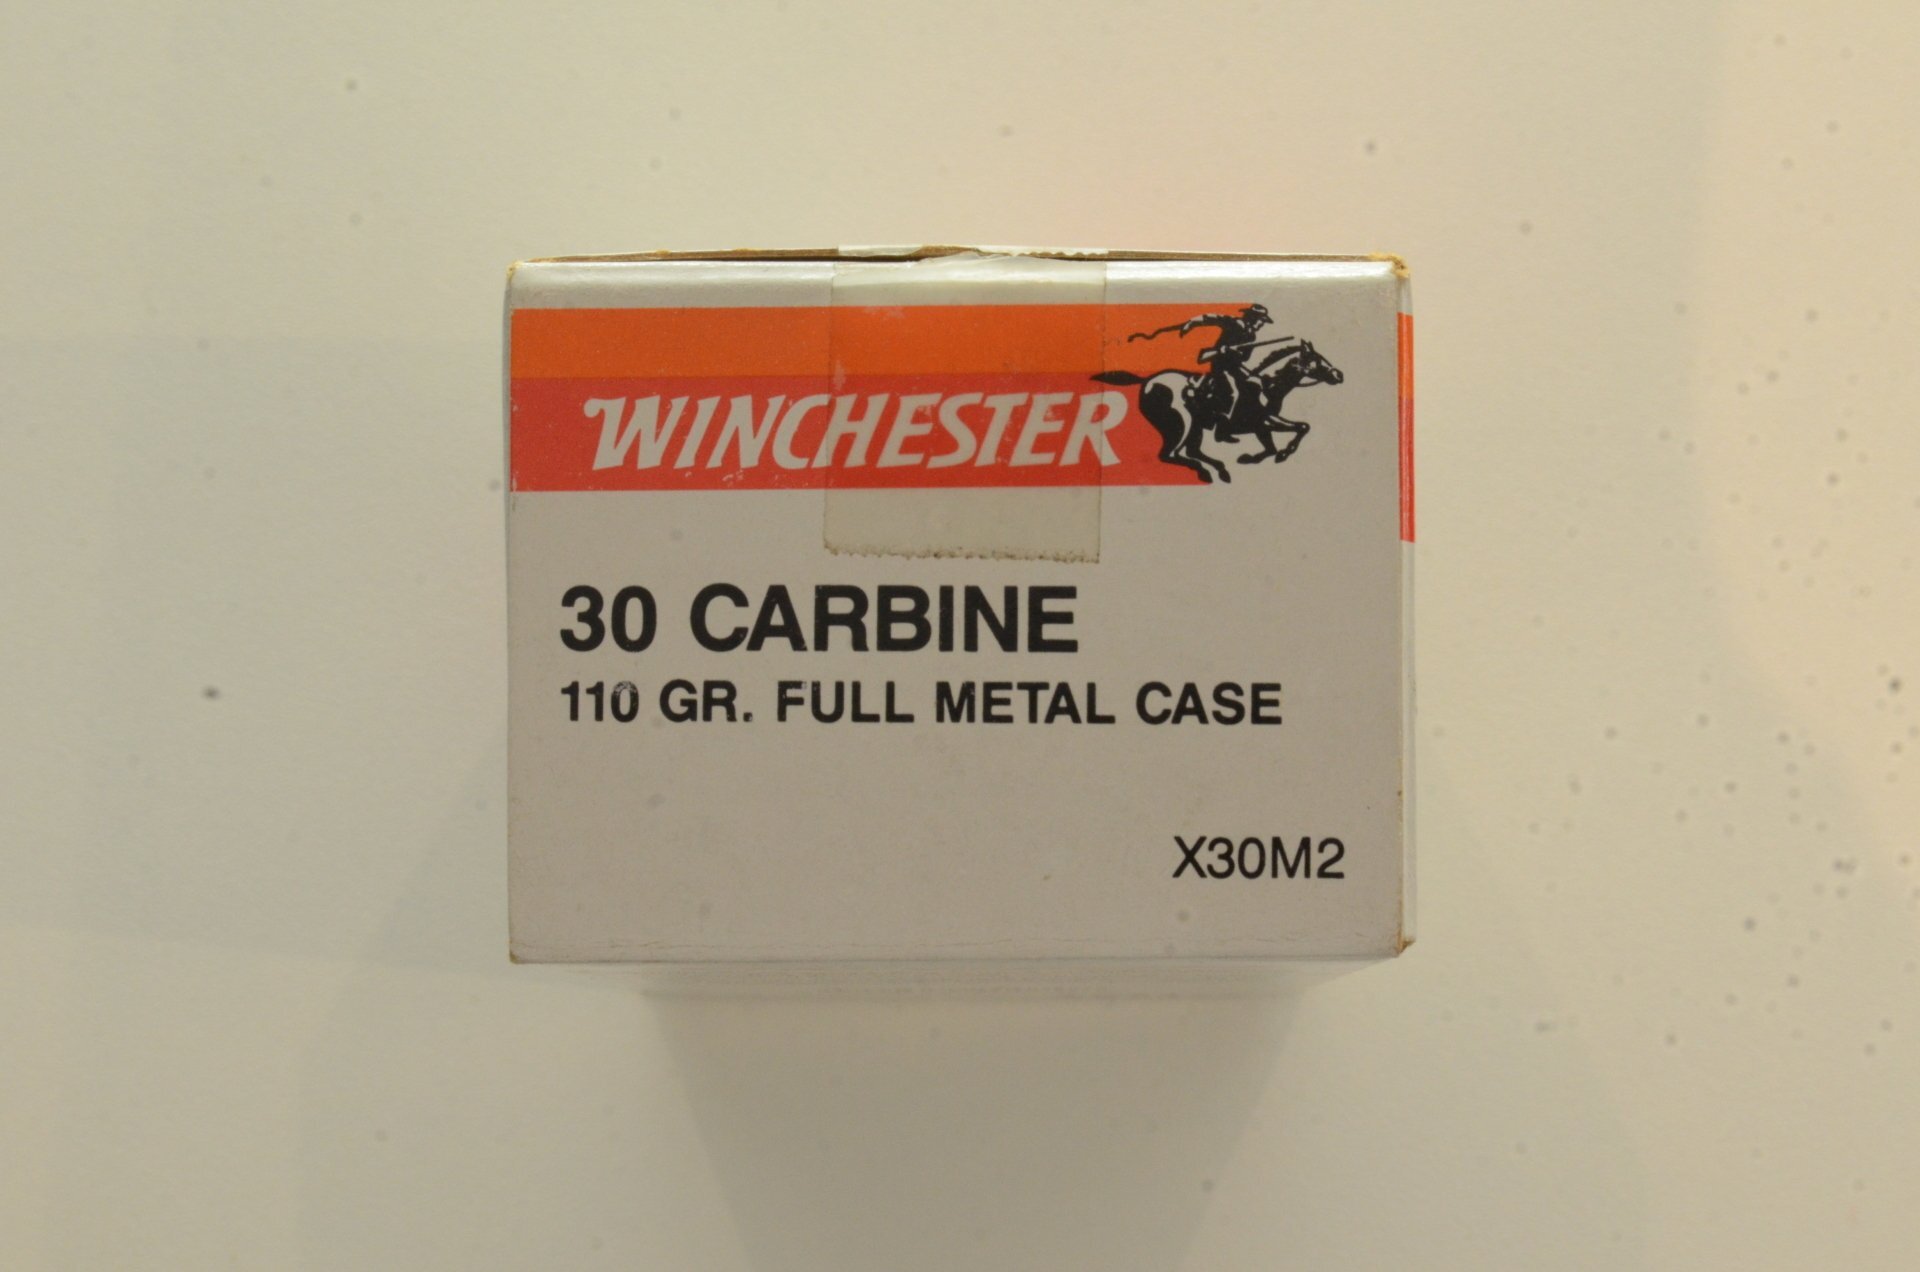 WINCHESTER
30 CARBINE
110 GR. FULL METAL CASE
X30M2